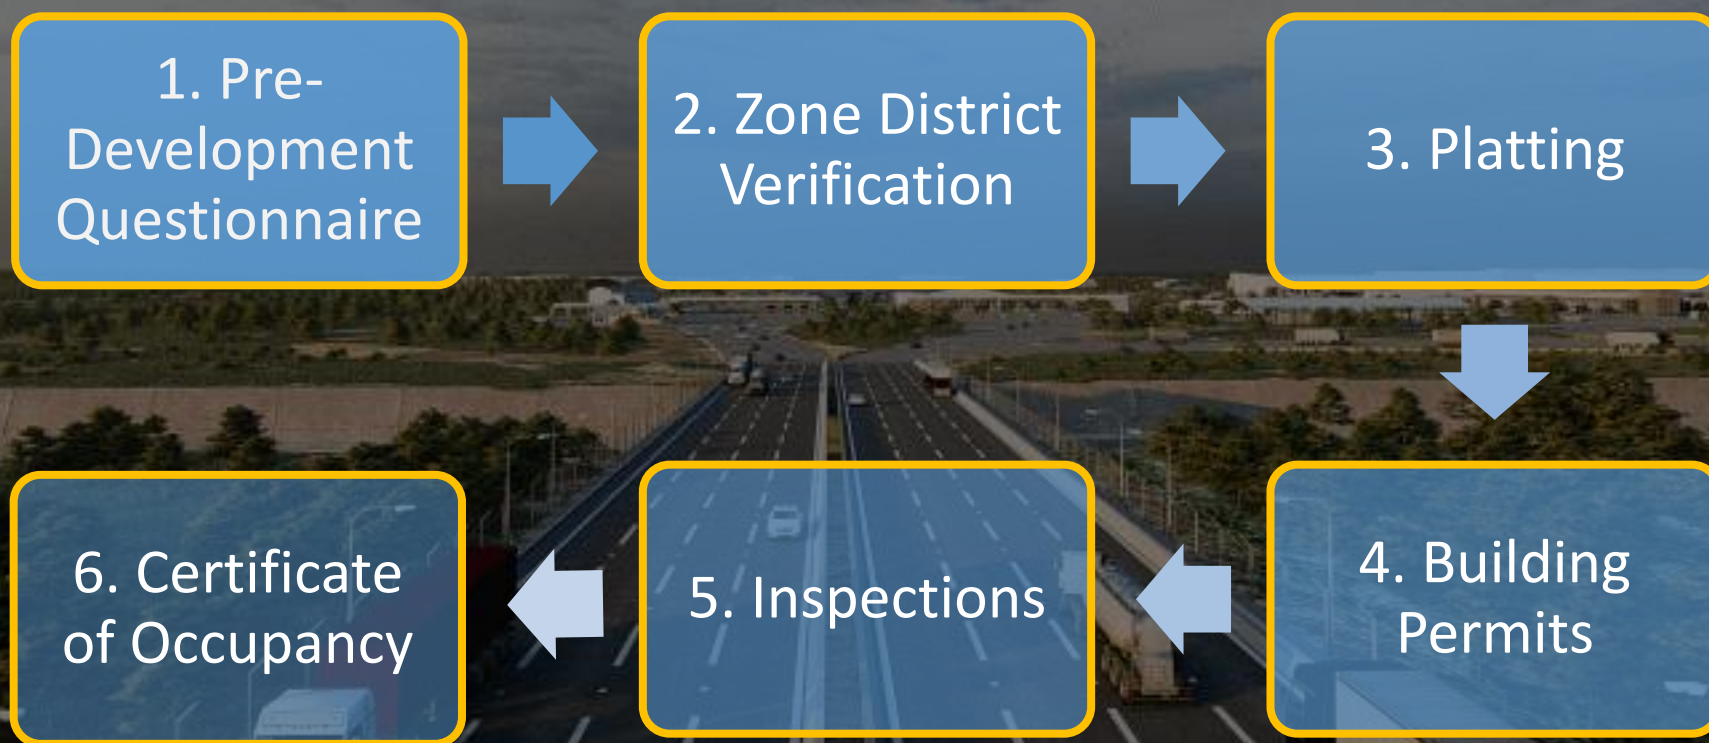 1. Pre-
Development
Questionnaire
2. Zone District
Verification
3. Platting
4. Building
Permits
5. Inspections
6. Certificate
of Occupancy